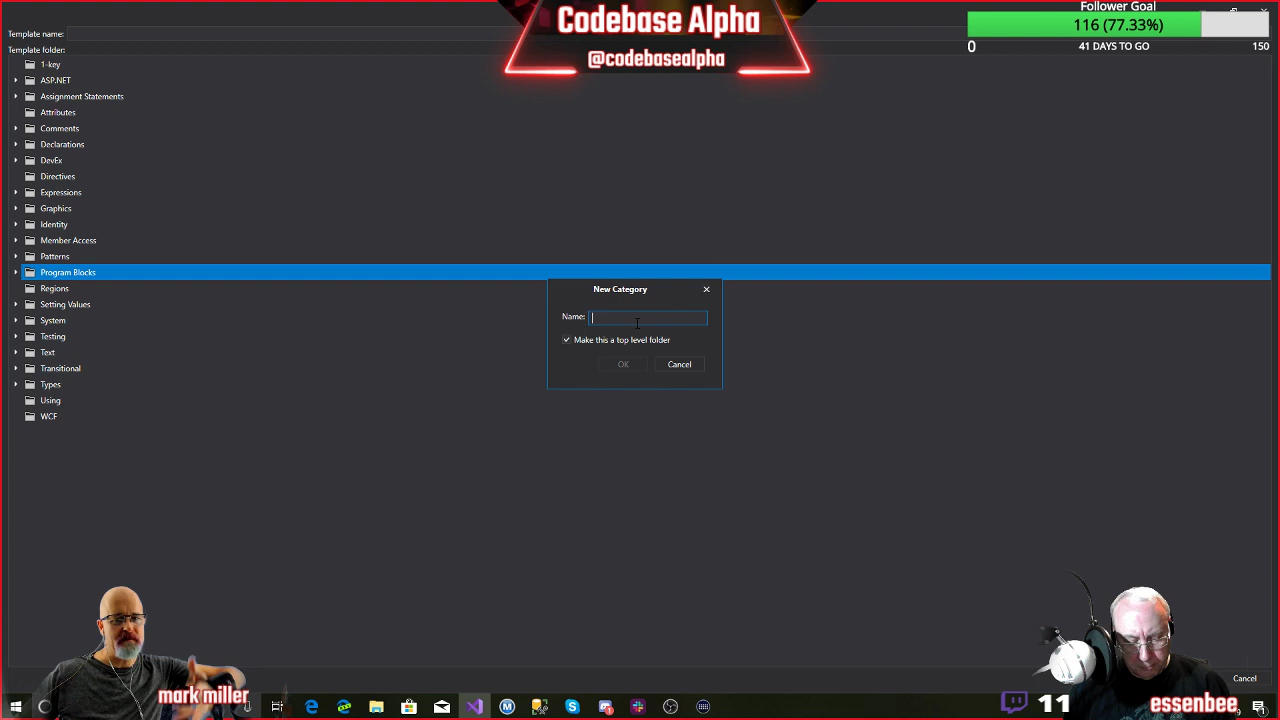 Codebase Alpha
@codebasealpha
Follower Goal
116 (77.33%)
0
41 DAYS TO GO
150
Template name:
Template folder:
1-key
ASP.NET
Assignment Statements
Attributes
Comments
Declarations
DevEx
Directives
Expressions
Graphics
Identity
Member Access
Patterns
Program Blocks
Regions
Setting Values
System
Testing
Text
Transitional
Types
Using
WCF
New Category
Name:
Make this a top level folder
OK
Cancel
Cancel
mark miller
11
essenbee